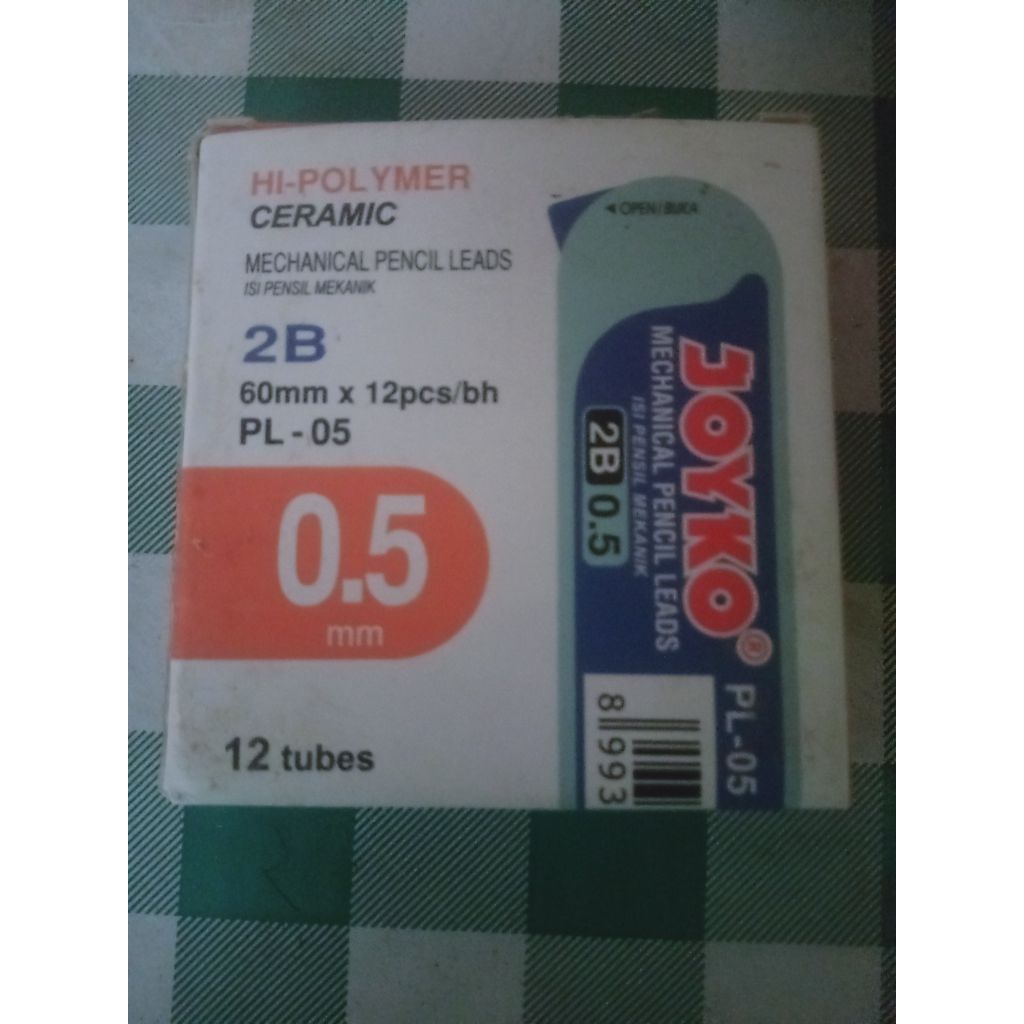 HI-POLYMER
CERAMIC
MECHANICAL PENCIL LEADS
ISI PENSIL MEKANIK
2B
60mm x 12pcs/bh
PL - 05
0.5
mm
12 tubes
◄ OPEN / BUKA
JOYKO®
MECHANICAL PENCIL LEADS
ISI PENSIL MEKANIK
2B 0.5
PL-05
8 993